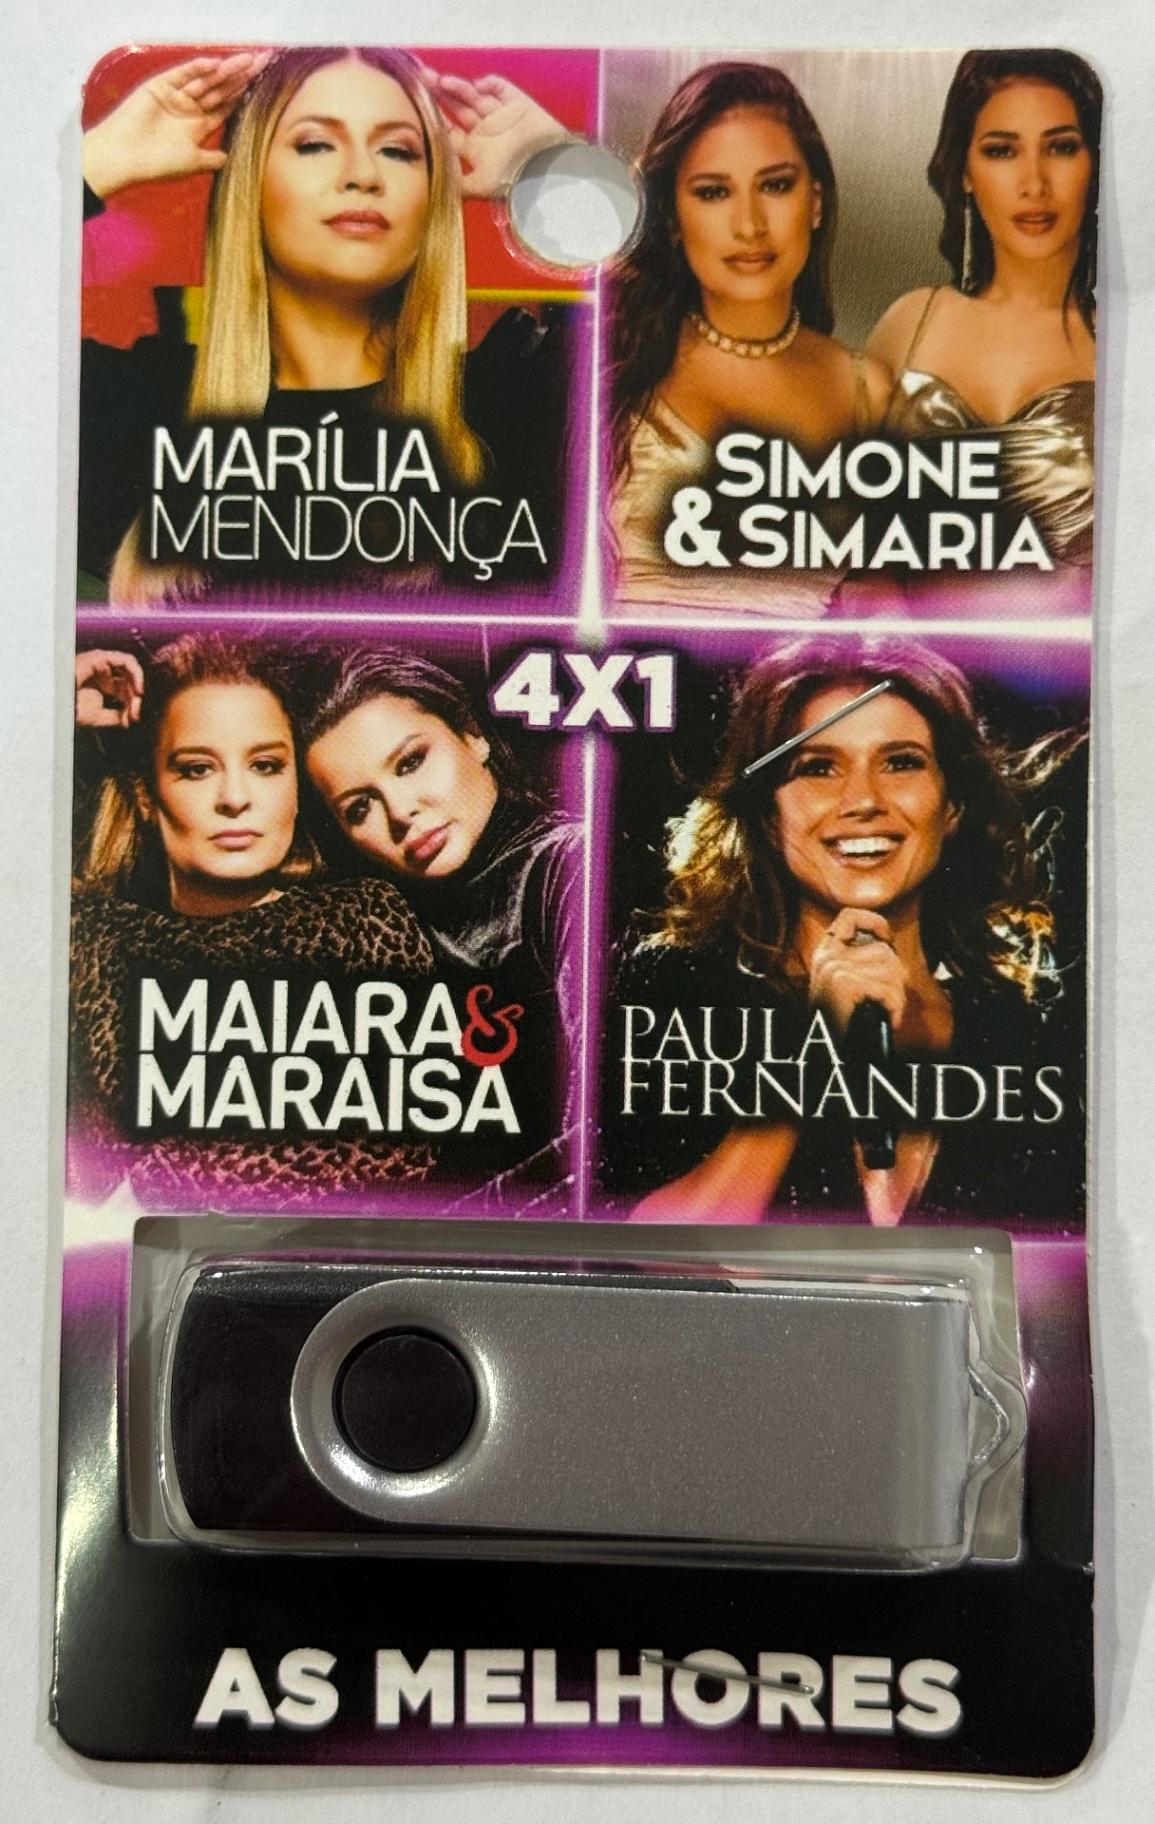 MARÍLIA
MENDONÇA
SIMONE
& SIMARIA
4X1
MAIARA &
MARAISA
PAULA
FERNANDES
AS MELHORES